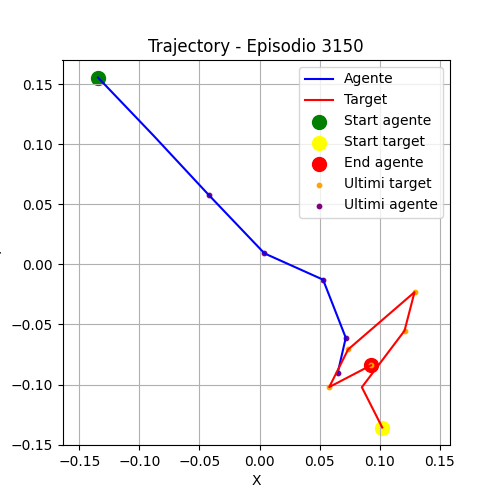 Trajectory - Episodio 3150
Agente
Target
Start agente
Start target
End agente
Ultimi target
Ultimi agente
0.15
0.10
0.05
0.00
−0.05
−0.10
−0.15
−0.15 −0.10 −0.05 0.00 0.05 0.10 0.15
X